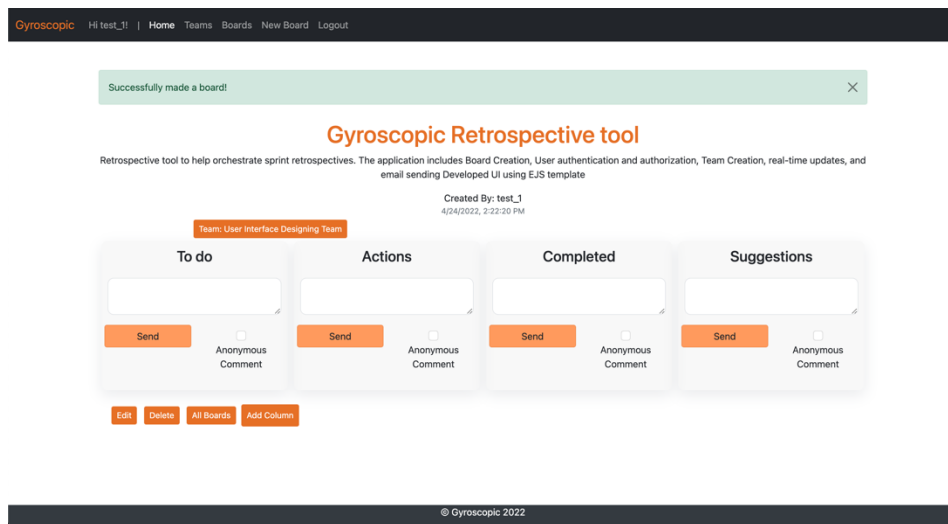 Gyroscopic Hi test_1! | Home Teams Boards New Board Logout
Successfully made a board!
Gyroscopic Retrospective tool
Retrospective tool to help orchestrate sprint retrospectives. The application includes Board Creation, User authentication and authorization, Team Creation, real-time updates, and
email sending Developed UI using EJS template
Created By: test_1
4/24/2022, 2:22:20 PM
Team: User Interface Designing Team
To do
Send
Anonymous
Comment
Actions
Send
Anonymous
Comment
Completed
Send
Anonymous
Comment
Suggestions
Send
Anonymous
Comment
Edit Delete All Boards Add Column
© Gyroscopic 2022